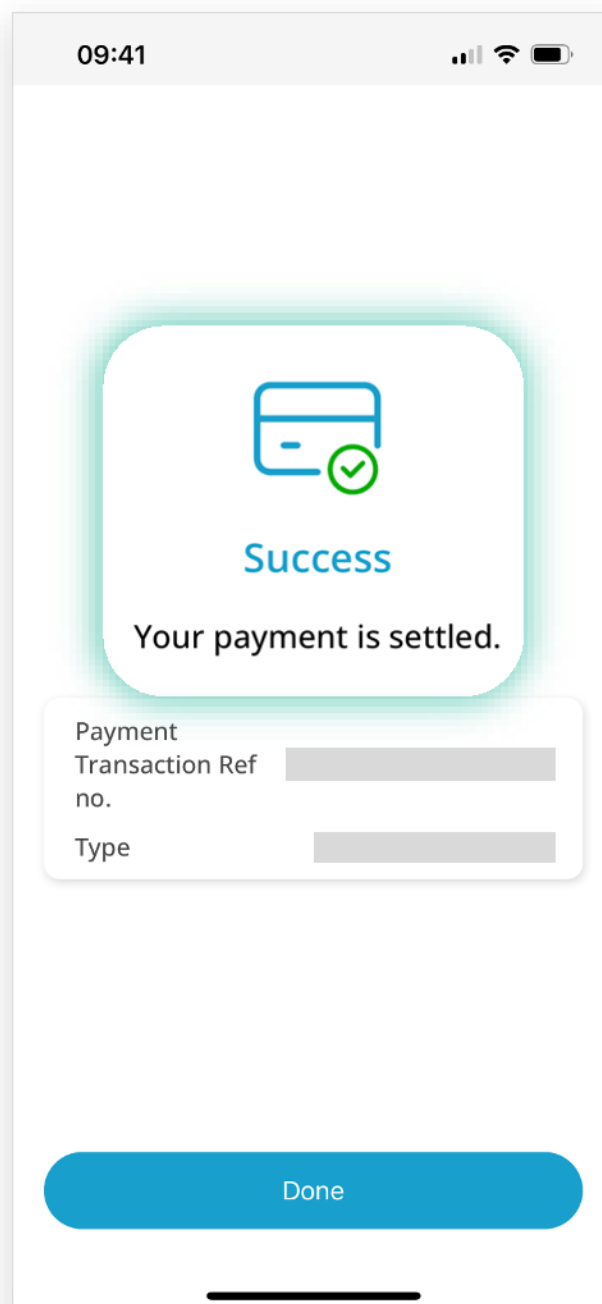 09:41
Success
Your payment is settled.
Payment
Transaction Ref
no.
Type
Done